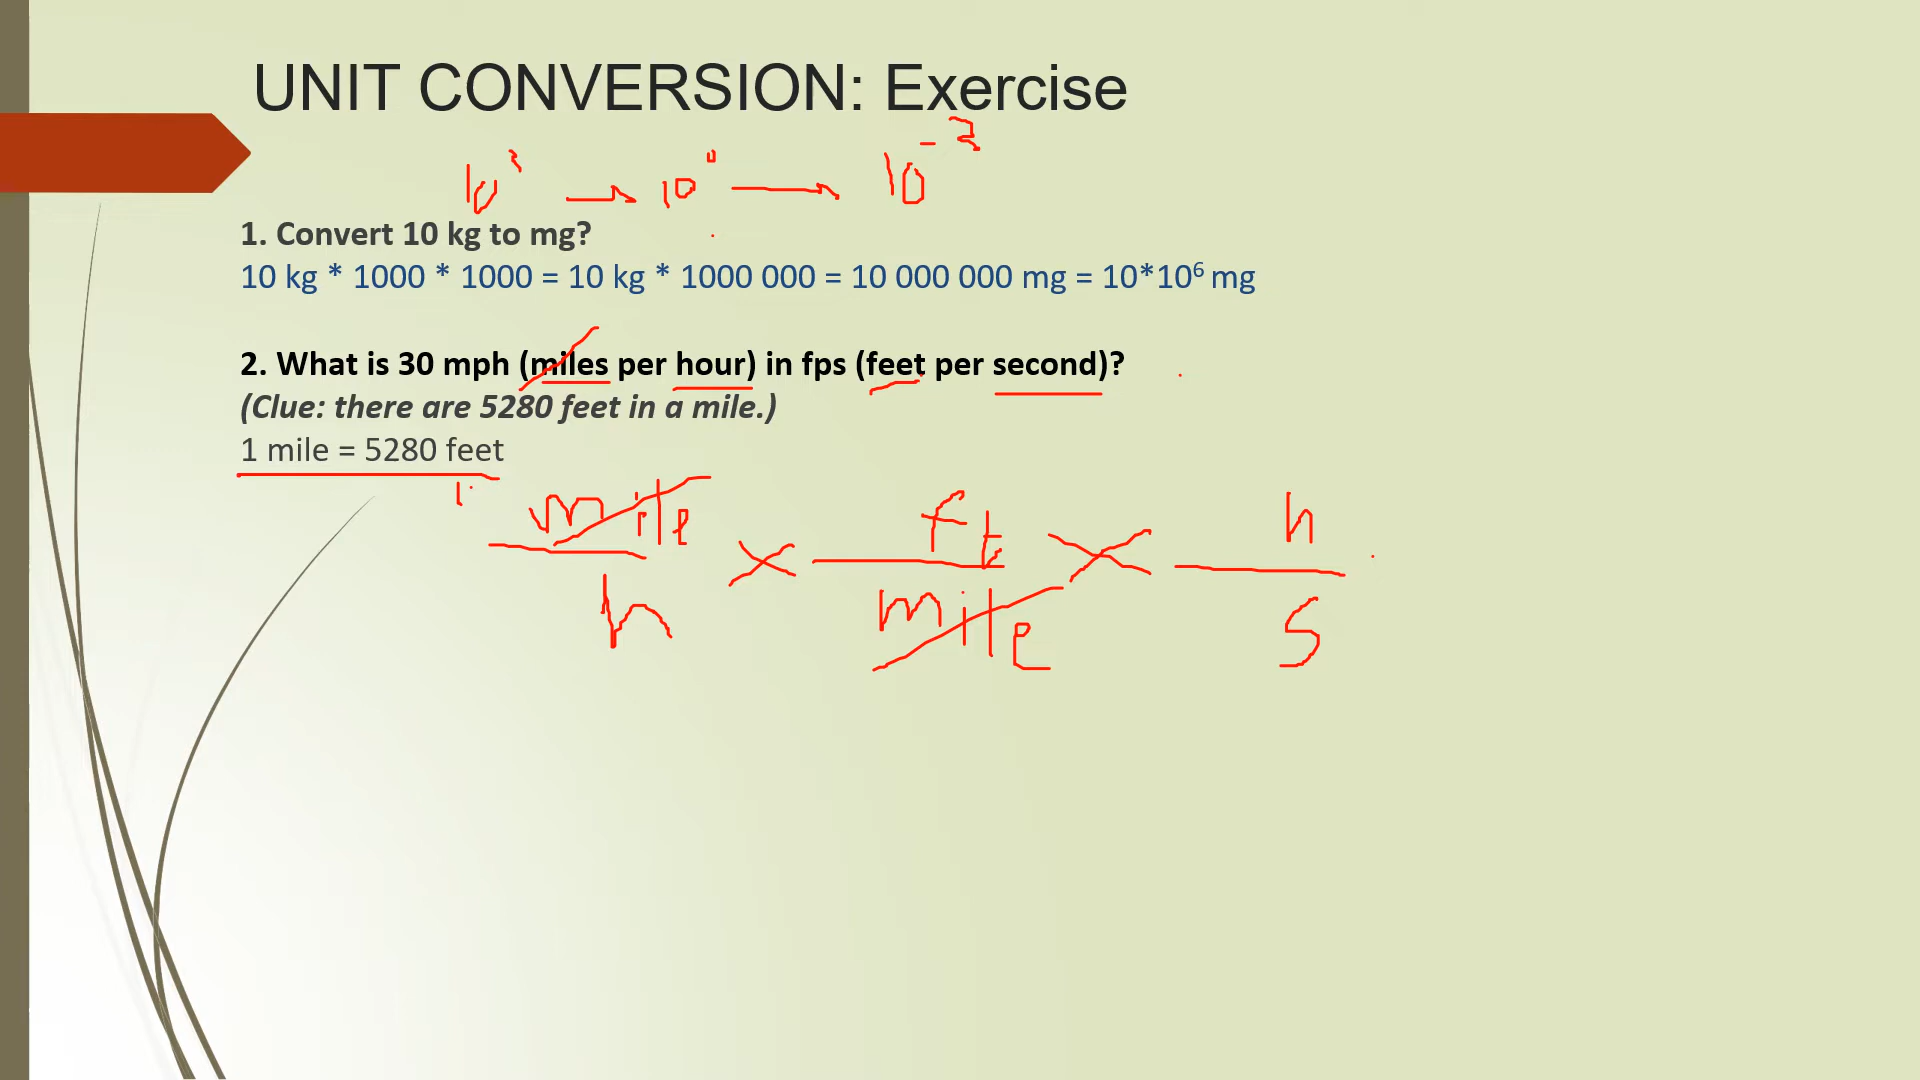 UNIT CONVERSION: Exercise
10³ → 10⁰ → 10⁻³
1. Convert 10 kg to mg?
10 kg * 1000 * 1000 = 10 kg * 1000 000 = 10 000 000 mg = 10*10⁶ mg
2. What is 30 mph (miles per hour) in fps (feet per second)?
(Clue: there are 5280 feet in a mile.)
1 mile = 5280 feet
mile/h × ft/mile × h/s